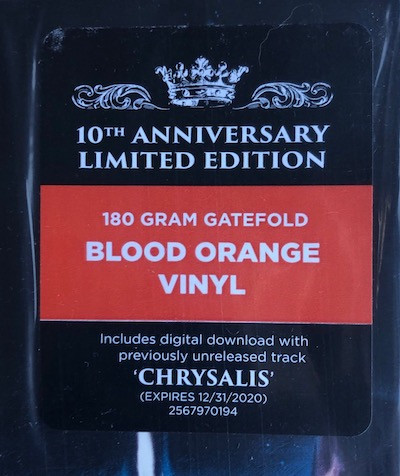 10TH ANNIVERSARY
LIMITED EDITION
180 GRAM GATEFOLD
BLOOD ORANGE
VINYL
Includes digital download with
previously unreleased track
‘CHRYSALIS’
(EXPIRES 12/31/2020)
2567970194